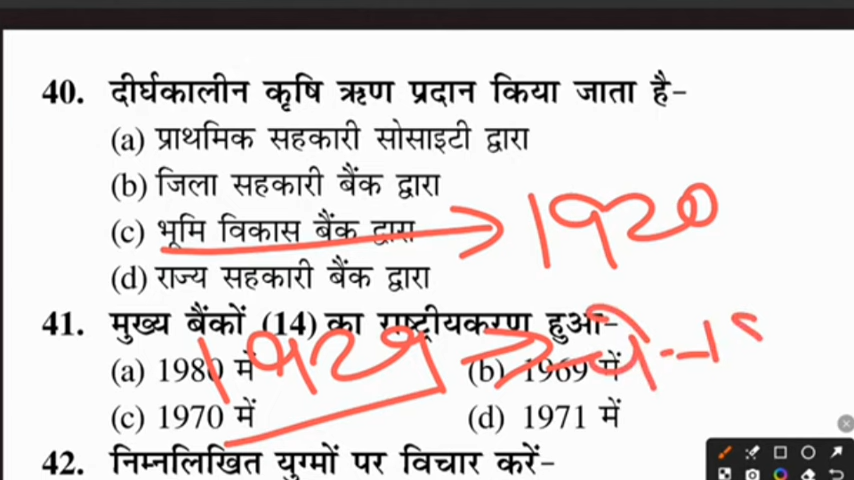 40. दीर्घकालीन कृषि ऋण प्रदान किया जाता है-
(a) प्राथमिक सहकारी सोसाइटी द्वारा
(b) जिला सहकारी बैंक द्वारा
(c) भूमि विकास बैंक द्वारा
1920
(d) राज्य सहकारी बैंक द्वारा
41. मुख्य बैंकों (14) का राष्ट्रीयकरण हुआ-
(a) 1980 में (b) 1969 में
1929
(c) 1970 में (d) 1971 में
42. निम्नलिखित युग्मों पर विचार करें-